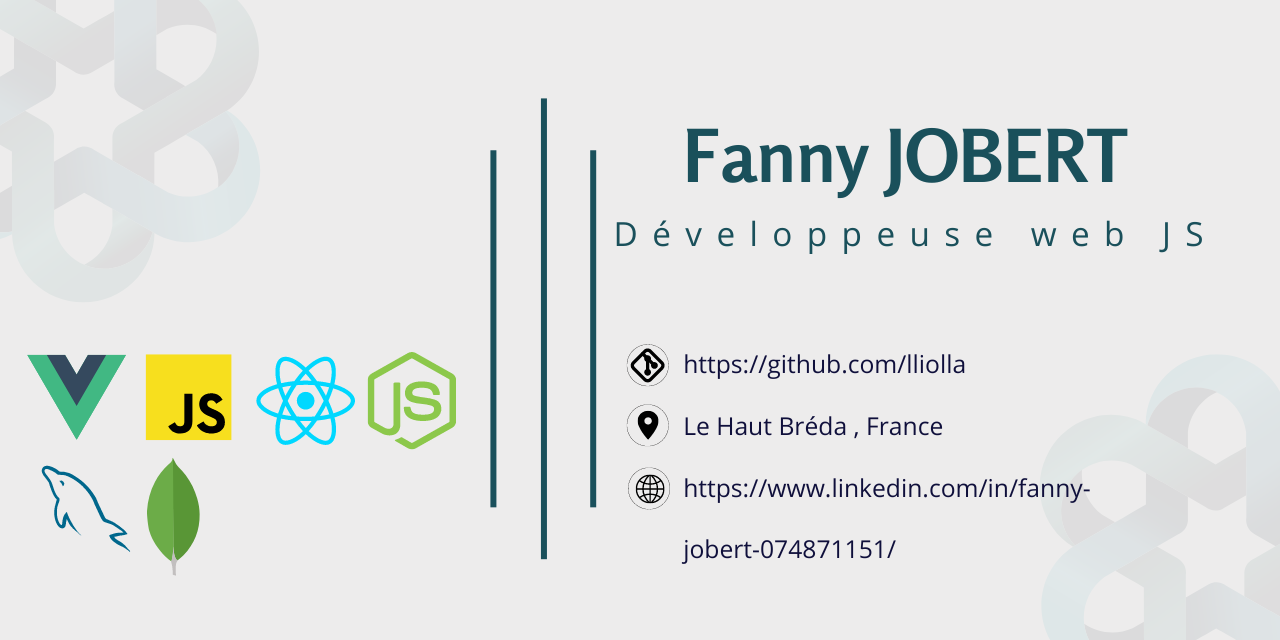 Fanny JOBERT
Développeuse web JS
https://github.com/lliolla
Le Haut Bréda , France
https://www.linkedin.com/in/fanny-
jobert-074871151/
JS
JS